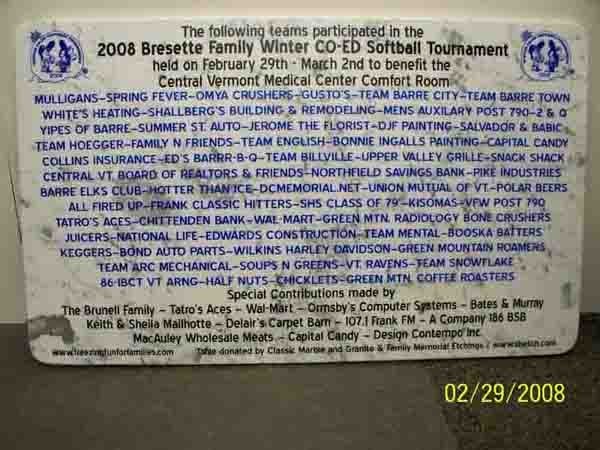 The following teams participated in the
2008 Bresette Family Winter CO-ED Softball Tournament
held on February 29th - March 2nd to benefit the
Central Vermont Medical Center Comfort Room
MULLIGANS-SPRING FEVER-OMYA CRUSHERS-GUSTO'S-TEAM BARRE CITY-TEAM BARRE TOWN
WHITE'S HEATING-SHALLBERG'S BUILDING & REMODELING-MENS AUXILARY POST 790-2 & Q
YIPES OF BARRE-SUMMER ST. AUTO-JEROME THE FLORIST-DJF PAINTING-SALVADOR & BABIC
TEAM HOEGGER-FAMILY N FRIENDS-TEAM ENGLISH-BONNIE INGALLS PAINTING-CAPITAL CANDY
COLLINS INSURANCE-ED'S BARRR-B-Q-TEAM BILLVILLE-UPPER VALLEY GRILLE-SNACK SHACK
CENTRAL VT. BOARD OF REALTORS & FRIENDS-NORTHFIELD SAVINGS BANK-PIKE INDUSTRIES
BARRE ELKS CLUB-HOTTER THAN ICE-DCMEMORIAL.NET-UNION MUTUAL OF VT.-POLAR BEERS
ALL FIRED UP-FRANK CLASSIC HITTERS-SHS CLASS OF 79'-KISOMAS-VFW POST 790
TATRO'S ACES-CHITTENDEN BANK-WAL-MART-GREEN MTN. RADIOLOGY BONE CRUSHERS
JUICERS-NATIONAL LIFE-EDWARDS CONSTRUCTION-TEAM MENTAL-BOOSKA BATTERS
KEGGERS-BOND AUTO PARTS-WILKINS HARLEY DAVIDSON-GREEN MOUNTAIN ROAMERS
TEAM ARC MECHANICAL-SOUPS N GREENS-VT. RAVENS-TEAM SNOWFLAKE
86 IBCT VT ARNG-HALF NUTS-CHICKLETS-GREEN MTN. COFFEE ROASTERS
Special Contributions made by
The Brunell Family - Tatro's Aces - Wal-Mart - Ormsby's Computer Systems - Bates & Murray
Keith & Sheila Mailhotte - Delair's Carpet Barn - 107.1 Frank FM - A Company 186 BSB
MacAuley Wholesale Meats - Capital Candy - Design Contempo Inc.
www.freezingfunforfamilies.com donated by Classic Marble and Granite & Family Memorial Etchings
02/29/2008